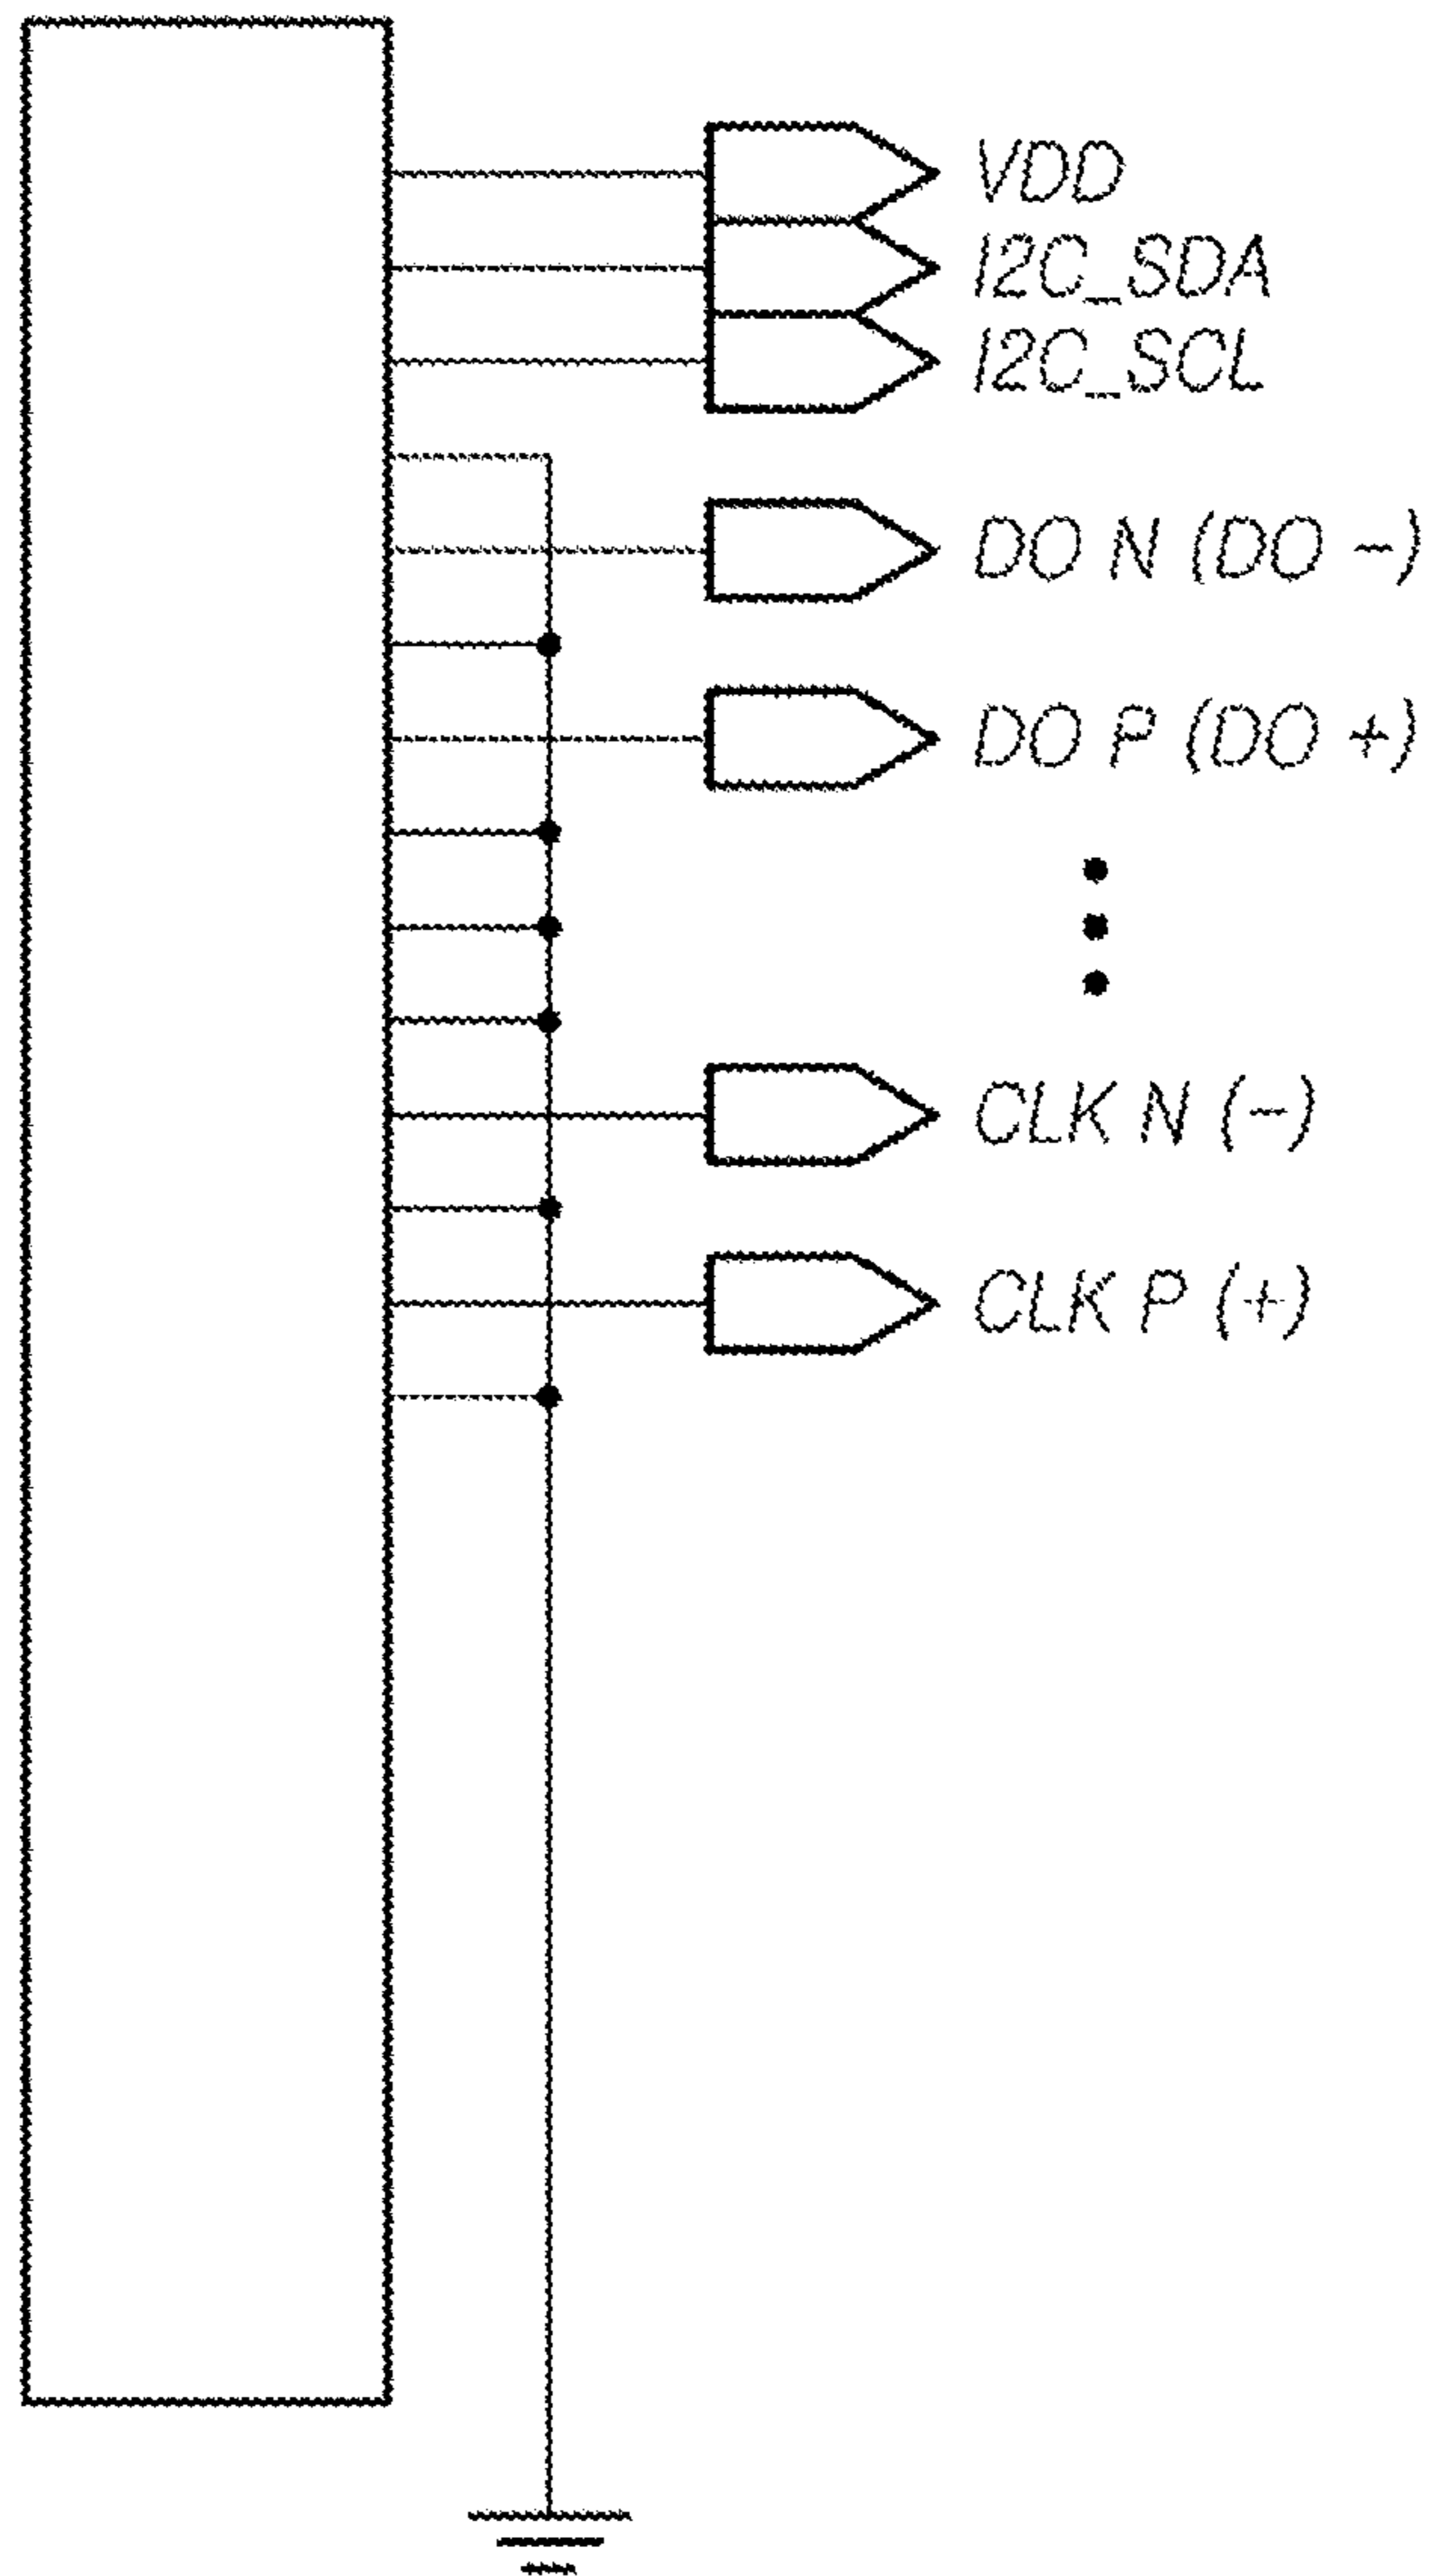 VDD
I2C_SDA
I2C_SCL
DO N (DO -)
DO P (DO +)
CLK N (-)
CLK P (+)